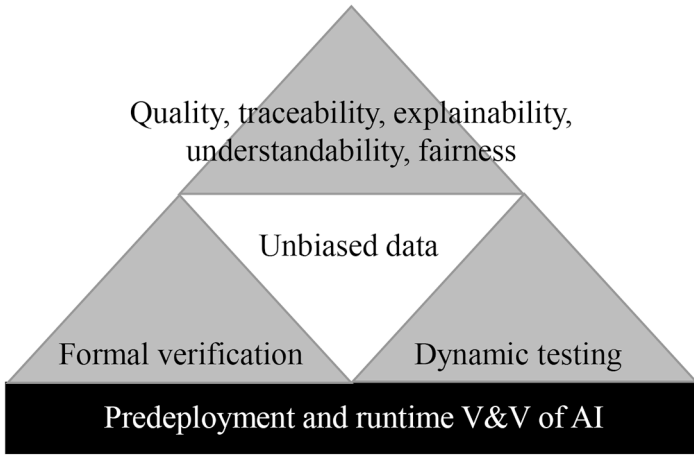 Quality, traceability, explainability,
understandability, fairness
Unbiased data
Formal verification
Dynamic testing
Predeployment and runtime V&V of AI